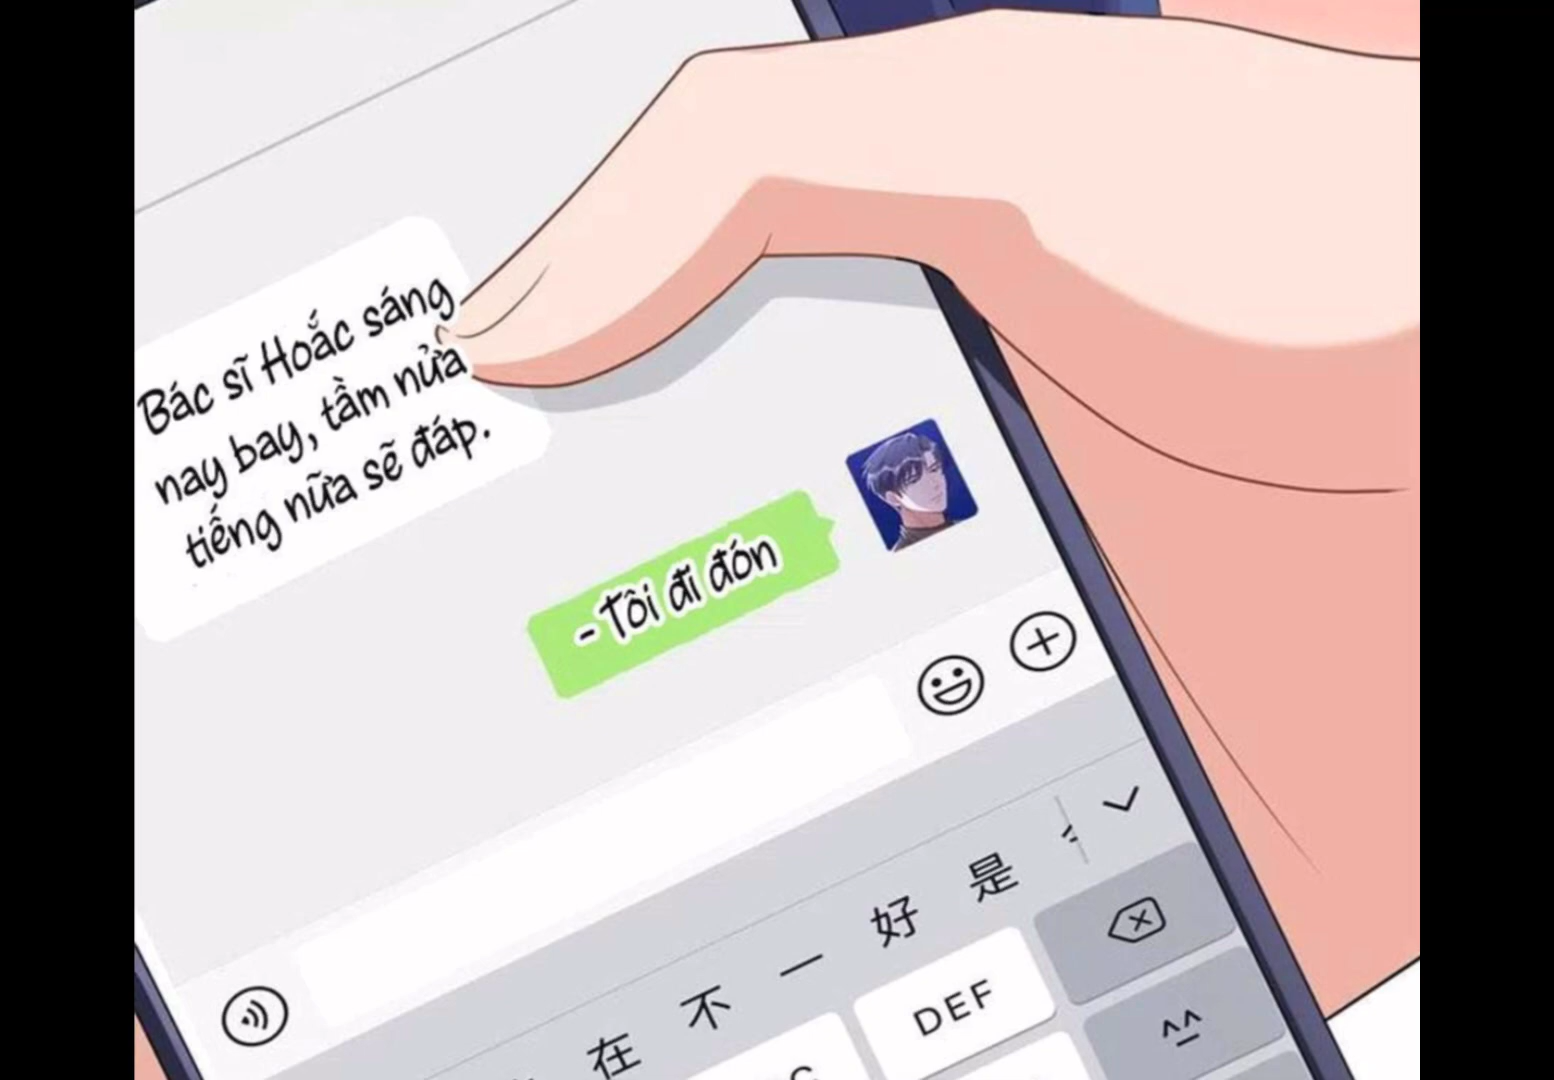 Bác sĩ Hoắc sáng
nay bay, tầm nửa
tiếng nữa sẽ đáp.
- Tôi đi đón
在 不 一 好 是
DEF
^^